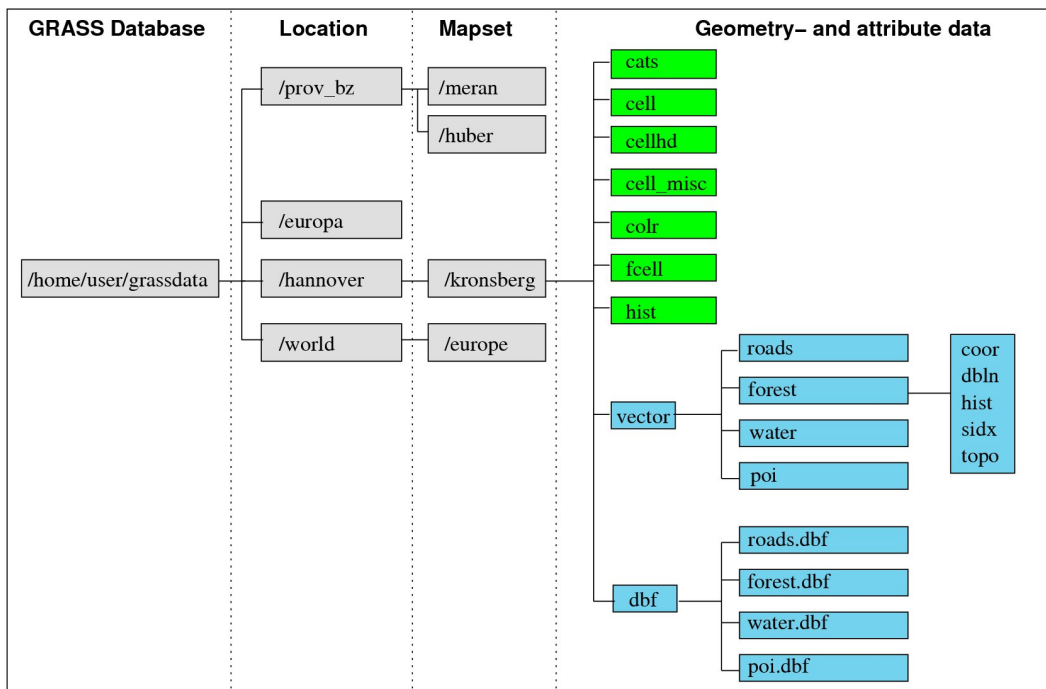 GRASS Database
Location
Mapset
Geometry– and attribute data
/home/user/grassdata
/prov_bz
/europa
/hannover
/world
/meran
/huber
/kronsberg
/europe
cats
cell
cellhd
cell_misc
colr
fcell
hist
vector
roads
forest
water
poi
coor
dbln
hist
sidx
topo
dbf
roads.dbf
forest.dbf
water.dbf
poi.dbf